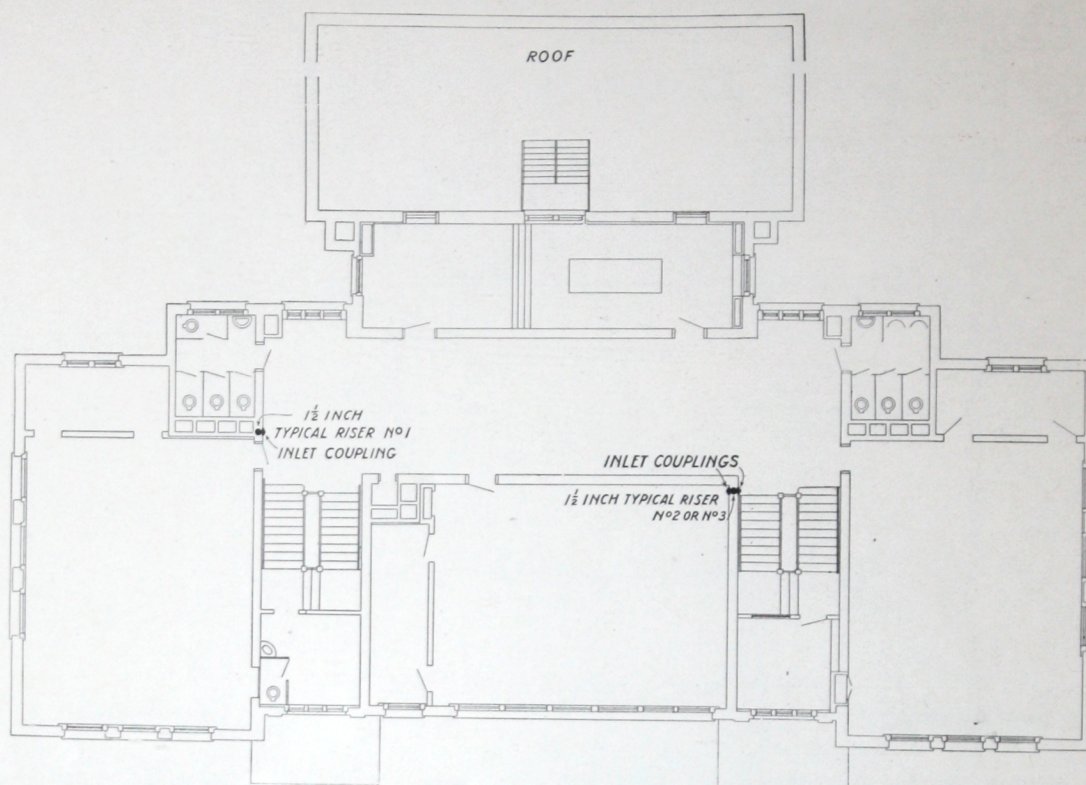 ROOF
1½ INCH
TYPICAL RISER Nº1
INLET COUPLING
INLET COUPLINGS
1½ INCH TYPICAL RISER
Nº2 OR Nº3